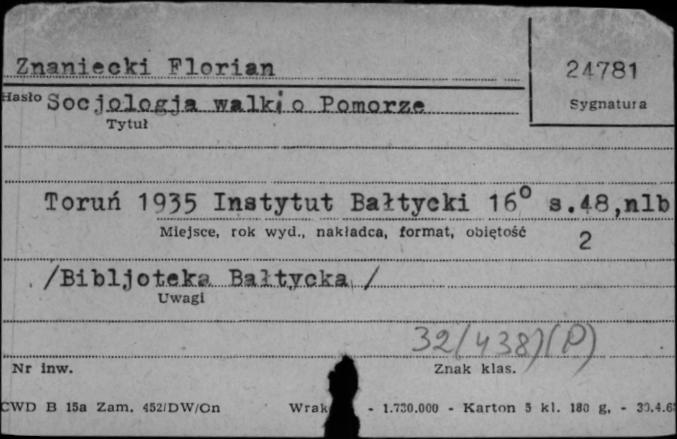 Znaniecki Florian
24781
Hasło Socjologja walki o Pomorze
Sygnatura
Tytuł
Toruń 1935 Instytut Bałtycki 16° s.48,nlb
Miejsce, rok wyd., nakładca, format, objętość
2
/Bibljoteka Bałtycka /
Uwagi
32(438)(P)
Nr inw.
Znak klas.
CWD B 15a Zam. 452/DW/On - 1.730.000 - Karton 5 kl. 180 g, -